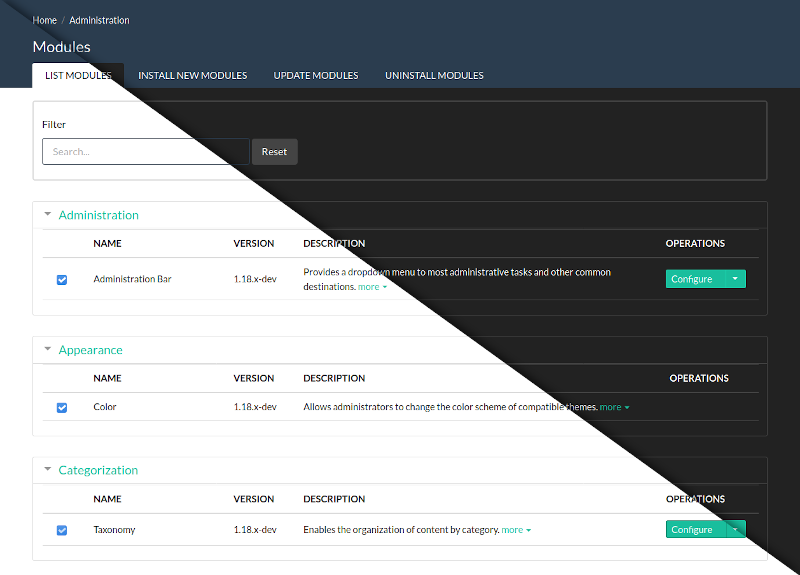 Home / Administration
Modules
LIST MODULES INSTALL NEW MODULES UPDATE MODULES UNINSTALL MODULES
Filter
Search... Reset
Administration
NAME VERSION DESCRIPTION OPERATIONS
Administration Bar 1.18.x-dev Provides a dropdown menu to most administrative tasks and other common Configure
destinations. more
Appearance
NAME VERSION DESCRIPTION OPERATIONS
Color 1.18.x-dev Allows administrators to change the color scheme of compatible themes. more
Categorization
NAME VERSION DESCRIPTION OPERATIONS
Taxonomy 1.18.x-dev Enables the organization of content by category. more Configure